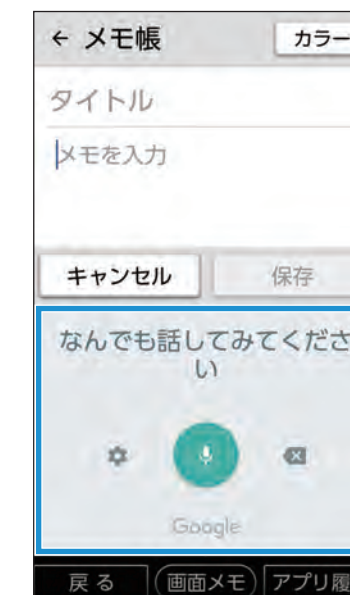 ← メモ帳
カラー
タイトル
メモを入力
キャンセル
保存
なんでも話してみてくださ
い
Google
戻る
画面メモ
アプリ履